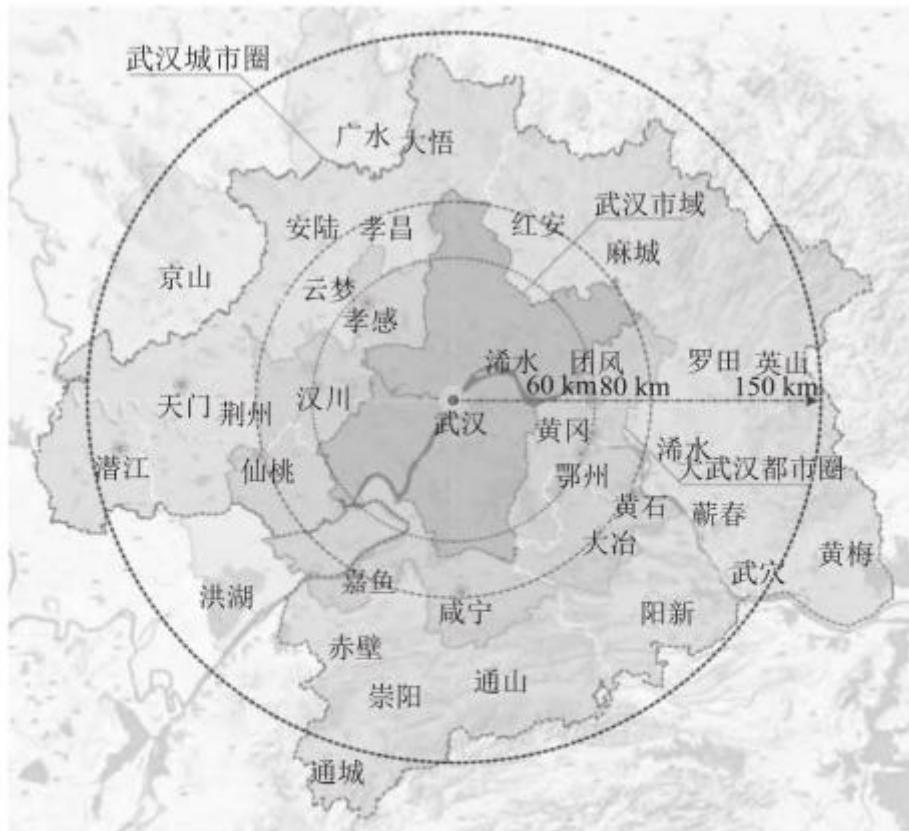 武汉城市圈
广水
大悟
武汉市域
安陆
孝昌
红安
麻城
京山
云梦
孝感
浠水
团风
罗田
英山
60 km
80 km
150 km
天门
荆州
汉川
武汉
黄冈
浠水
潜江
仙桃
鄂州
大武汉都市圈
黄石
蕲春
大冶
黄梅
武穴
洪湖
嘉鱼
咸宁
阳新
赤壁
崇阳
通山
通城